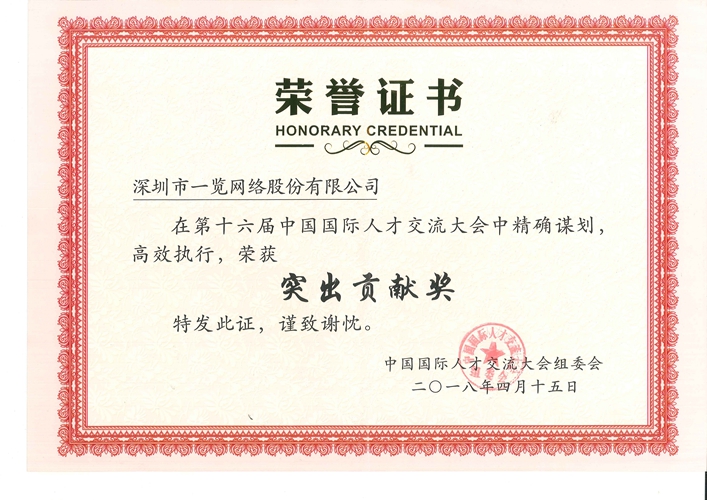 荣誉证书
HONORARY CREDENTIAL
深圳市一览网络股份有限公司
在第十六届中国国际人才交流大会中精确谋划，
高效执行，荣获
突出贡献奖
特发此证，谨致谢忱。
中国国际人才交流大会组委会
二〇一八年四月十五日